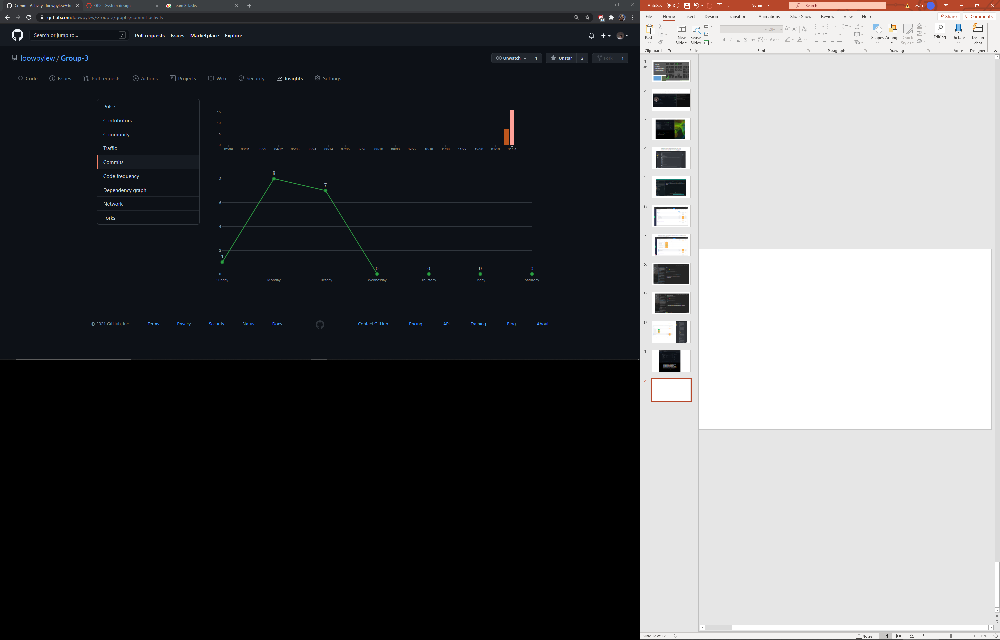 Commit Activity · loowpylew/Gro
GP2 - System design
Team 3 Tasks
github.com/loowpylew/Group-3/graphs/commit-activity
14
Search or jump to...
/
Pull requests
Issues
Marketplace
Explore
loowpylew / Group-3
Unwatch
1
Unstar
2
Fork
1
Code
Issues
Pull requests
Actions
Projects
Wiki
Security
Insights
Settings
Pulse
Contributors
Community
Traffic
Commits
Code frequency
Dependency graph
Network
Forks
15
10
5
0
02/09 03/01 03/22 04/12 05/03 05/24 06/14 07/05 07/26 08/16 09/06 09/27 10/18 11/08 11/29 12/20 01/10 01/31
8
7
1
0 0 0 0
8
6
4
2
0
Sunday Monday Tuesday Wednesday Thursday Friday Saturday
© 2021 GitHub, Inc.
Terms
Privacy
Security
Status
Docs
Contact GitHub
Pricing
API
Training
Blog
About
AutoSave Off
Scree...
Search
Lewis
L
File
Home
Insert
Design
Transitions
Animations
Slide Show
Review
View
Help
Share
Comments
Paste
New
Slide
Reuse
Slides
28+
Shapes
Arrange
Quick
Styles
Editing
Dictate
Design
Ideas
Clipboard
Slides
Font
Paragraph
Drawing
Voice
Designer
1
2
3
4
5
6
7
8
9
10
11
12
Slide 12 of 12
Notes
75%